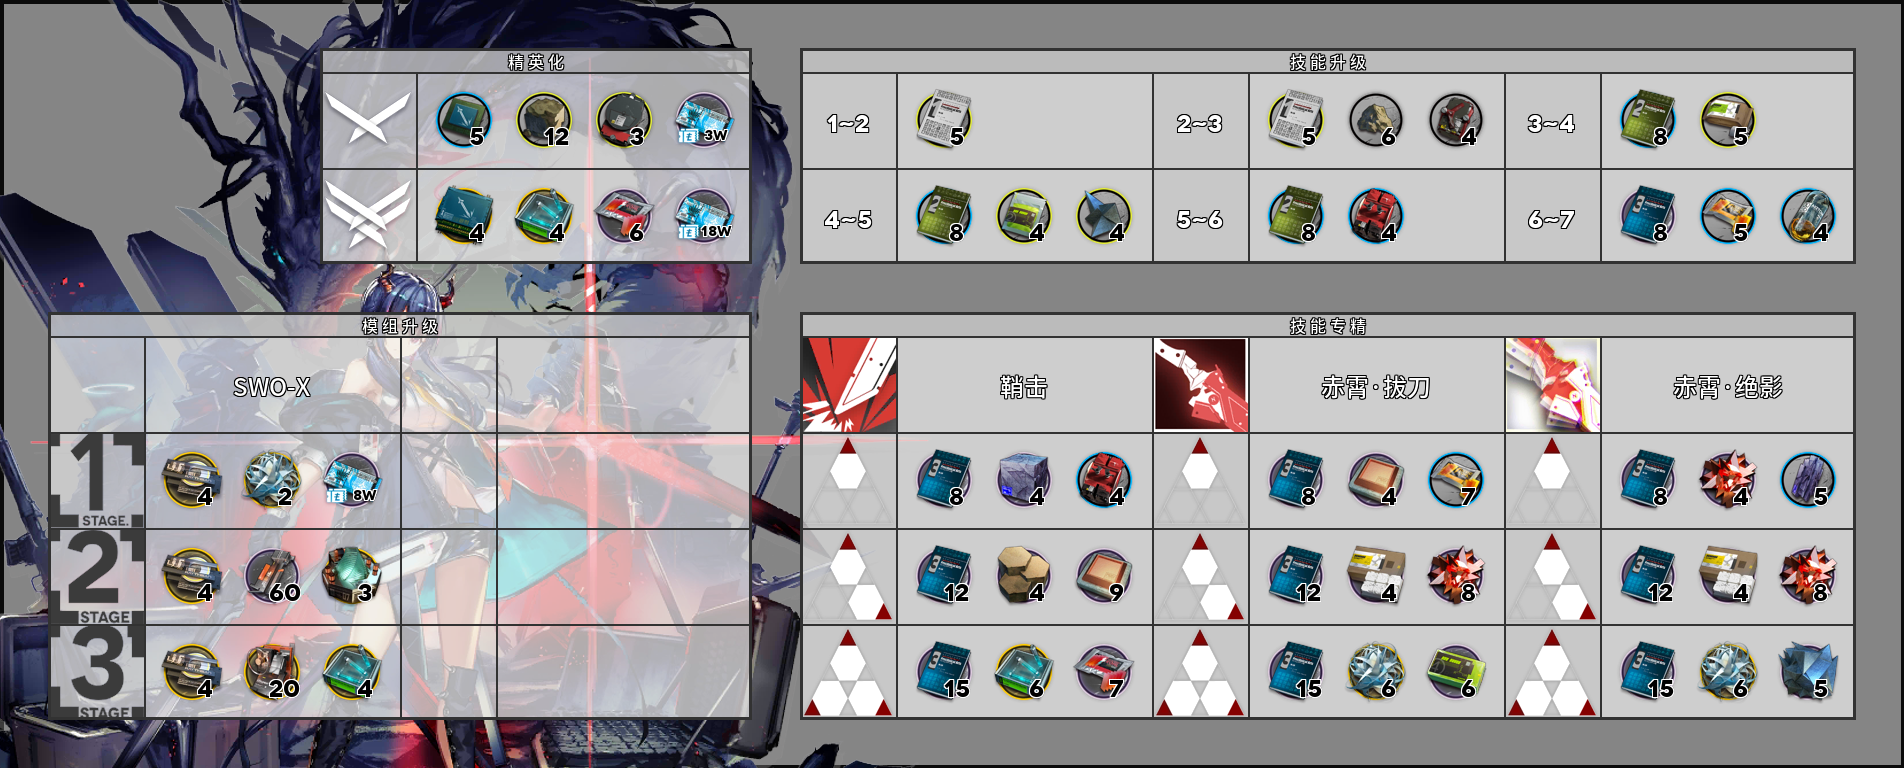 精英化
5 12 3 3W
4 4 6 18W
技能升级
1~2 5 2~3 5 6 4 3~4 8 5
4~5 8 4 4 5~6 8 4 6~7 8 5 4
模组升级
SWO-X
1 STAGE. 4 2 8W
2 STAGE 4 60 3
3 STAGE 4 20 4
技能专精
鞘击 赤霄·拔刀 赤霄·绝影
8 4 4 8 4 7 8 4 5
12 4 9 12 4 8 12 4 8
15 6 7 15 6 6 15 6 5